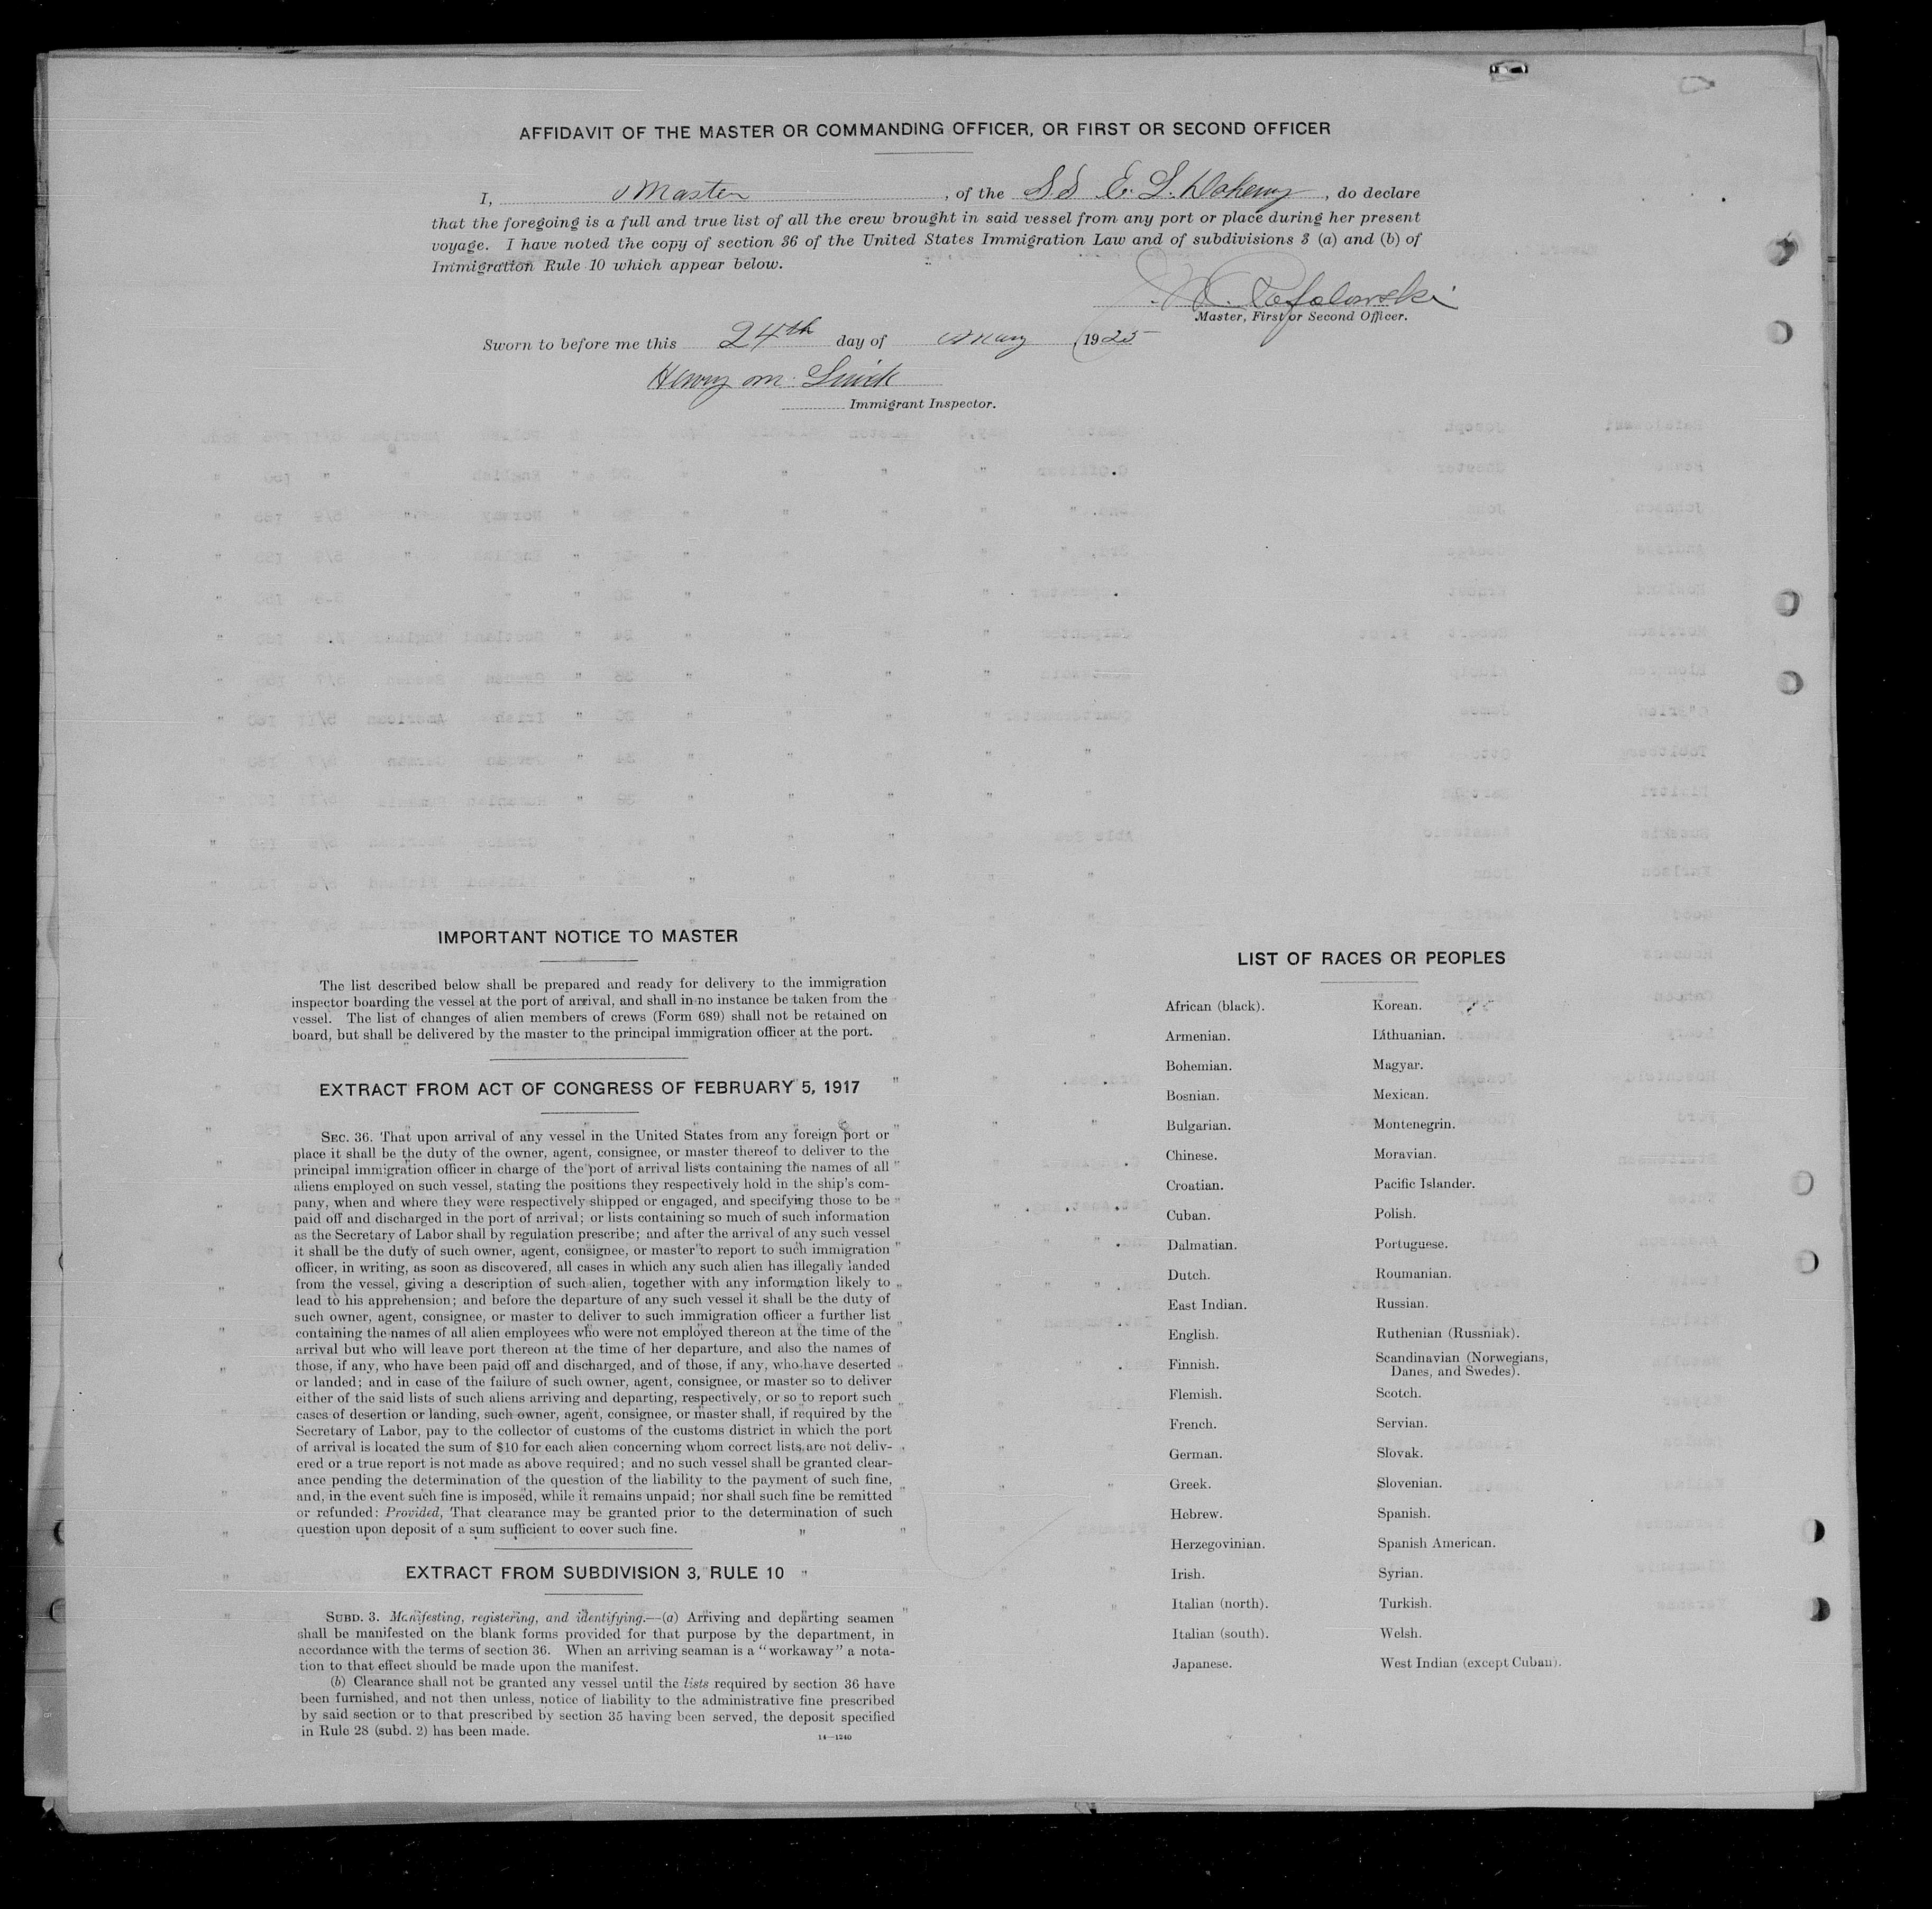 AFFIDAVIT OF THE MASTER OR COMMANDING OFFICER, OR FIRST OR SECOND OFFICER
I, Master, of the S.S. E. L. Doheny, do declare
that the foregoing is a full and true list of all the crew brought in said vessel from any port or place during her present
voyage. I have noted the copy of section 36 of the United States Immigration Law and of subdivisions 3 (a) and (b) of
Immigration Rule 10 which appear below.
Master, First or Second Officer.
Sworn to before me this 24th day of May 1925
Henry M.
Immigrant Inspector.
IMPORTANT NOTICE TO MASTER
The list described below shall be prepared and ready for delivery to the immigration
inspector boarding the vessel at the port of arrival, and shall in no instance be taken from the
vessel. The list of changes of alien members of crews (Form 689) shall not be retained on
board, but shall be delivered by the master to the principal immigration officer at the port.
EXTRACT FROM ACT OF CONGRESS OF FEBRUARY 5, 1917
SEC. 36. That upon arrival of any vessel in the United States from any foreign port or
place it shall be the duty of the owner, agent, consignee, or master thereof to deliver to the
principal immigration officer in charge of the port of arrival lists containing the names of all
aliens employed on such vessel, stating the positions they respectively hold in the ship's com-
pany, when and where they were respectively shipped or engaged, and specifying those to be
paid off and discharged in the port of arrival; or lists containing so much of such information
as the Secretary of Labor shall by regulation prescribe; and after the arrival of any such vessel
it shall be the duty of such owner, agent, consignee, or master to report to such immigration
officer, in writing, as soon as discovered, all cases in which any such alien has illegally landed
from the vessel, giving a description of such alien, together with any information likely to
lead to his apprehension; and before the departure of any such vessel it shall be the duty of
such owner, agent, consignee, or master to deliver to such immigration officer a further list
containing the names of all alien employees who were not employed thereon at the time of the
arrival but who will leave port thereon at the time of her departure, and also the names of
those, if any, who have been paid off and discharged, and of those, if any, who have deserted
or landed; and in case of the failure of such owner, agent, consignee, or master so to deliver
either of the said lists of such aliens arriving and departing, respectively, or so to report such
cases of desertion or landing, such owner, agent, consignee, or master shall, if required by the
Secretary of Labor, pay to the collector of customs of the customs district in which the port
of arrival is located the sum of $10 for each alien concerning whom correct lists are not deliv-
ered or a true report is not made as above required; and no such vessel shall be granted clear-
ance pending the determination of the question of the liability to the payment of such fine,
and, in the event such fine is imposed, while it remains unpaid; nor shall such fine be remitted
or refunded: Provided, That clearance may be granted prior to the determination of such
question upon deposit of a sum sufficient to cover such fine.
EXTRACT FROM SUBDIVISION 3, RULE 10
SUBD. 3. Manifesting, registering, and identifying.—(a) Arriving and departing seamen
shall be manifested on the blank forms provided for that purpose by the department, in
accordance with the terms of section 36. When an arriving seaman is a "workaway" a nota-
tion to that effect should be made upon the manifest.
(b) Clearance shall not be granted any vessel until the lists required by section 36 have
been furnished, and not then unless, notice of liability to the administrative fine prescribed
by said section or to that prescribed by section 35 having been served, the deposit specified
in Rule 28 (subd. 2) has been made.
14—1240
LIST OF RACES OR PEOPLES
African (black).
Armenian.
Bohemian.
Bosnian.
Bulgarian.
Chinese.
Croatian.
Cuban.
Dalmatian.
Dutch.
East Indian.
English.
Finnish.
Flemish.
French.
German.
Greek.
Hebrew.
Herzegovinian.
Irish.
Italian (north).
Italian (south).
Japanese.
Korean.
Lithuanian.
Magyar.
Mexican.
Montenegrin.
Moravian.
Pacific Islander.
Polish.
Portuguese.
Roumanian.
Russian.
Ruthenian (Russniak).
Scandinavian (Norwegians,
Danes, and Swedes).
Scotch.
Servian.
Slovak.
Slovenian.
Spanish.
Spanish American.
Syrian.
Turkish.
Welsh.
West Indian (except Cuban).